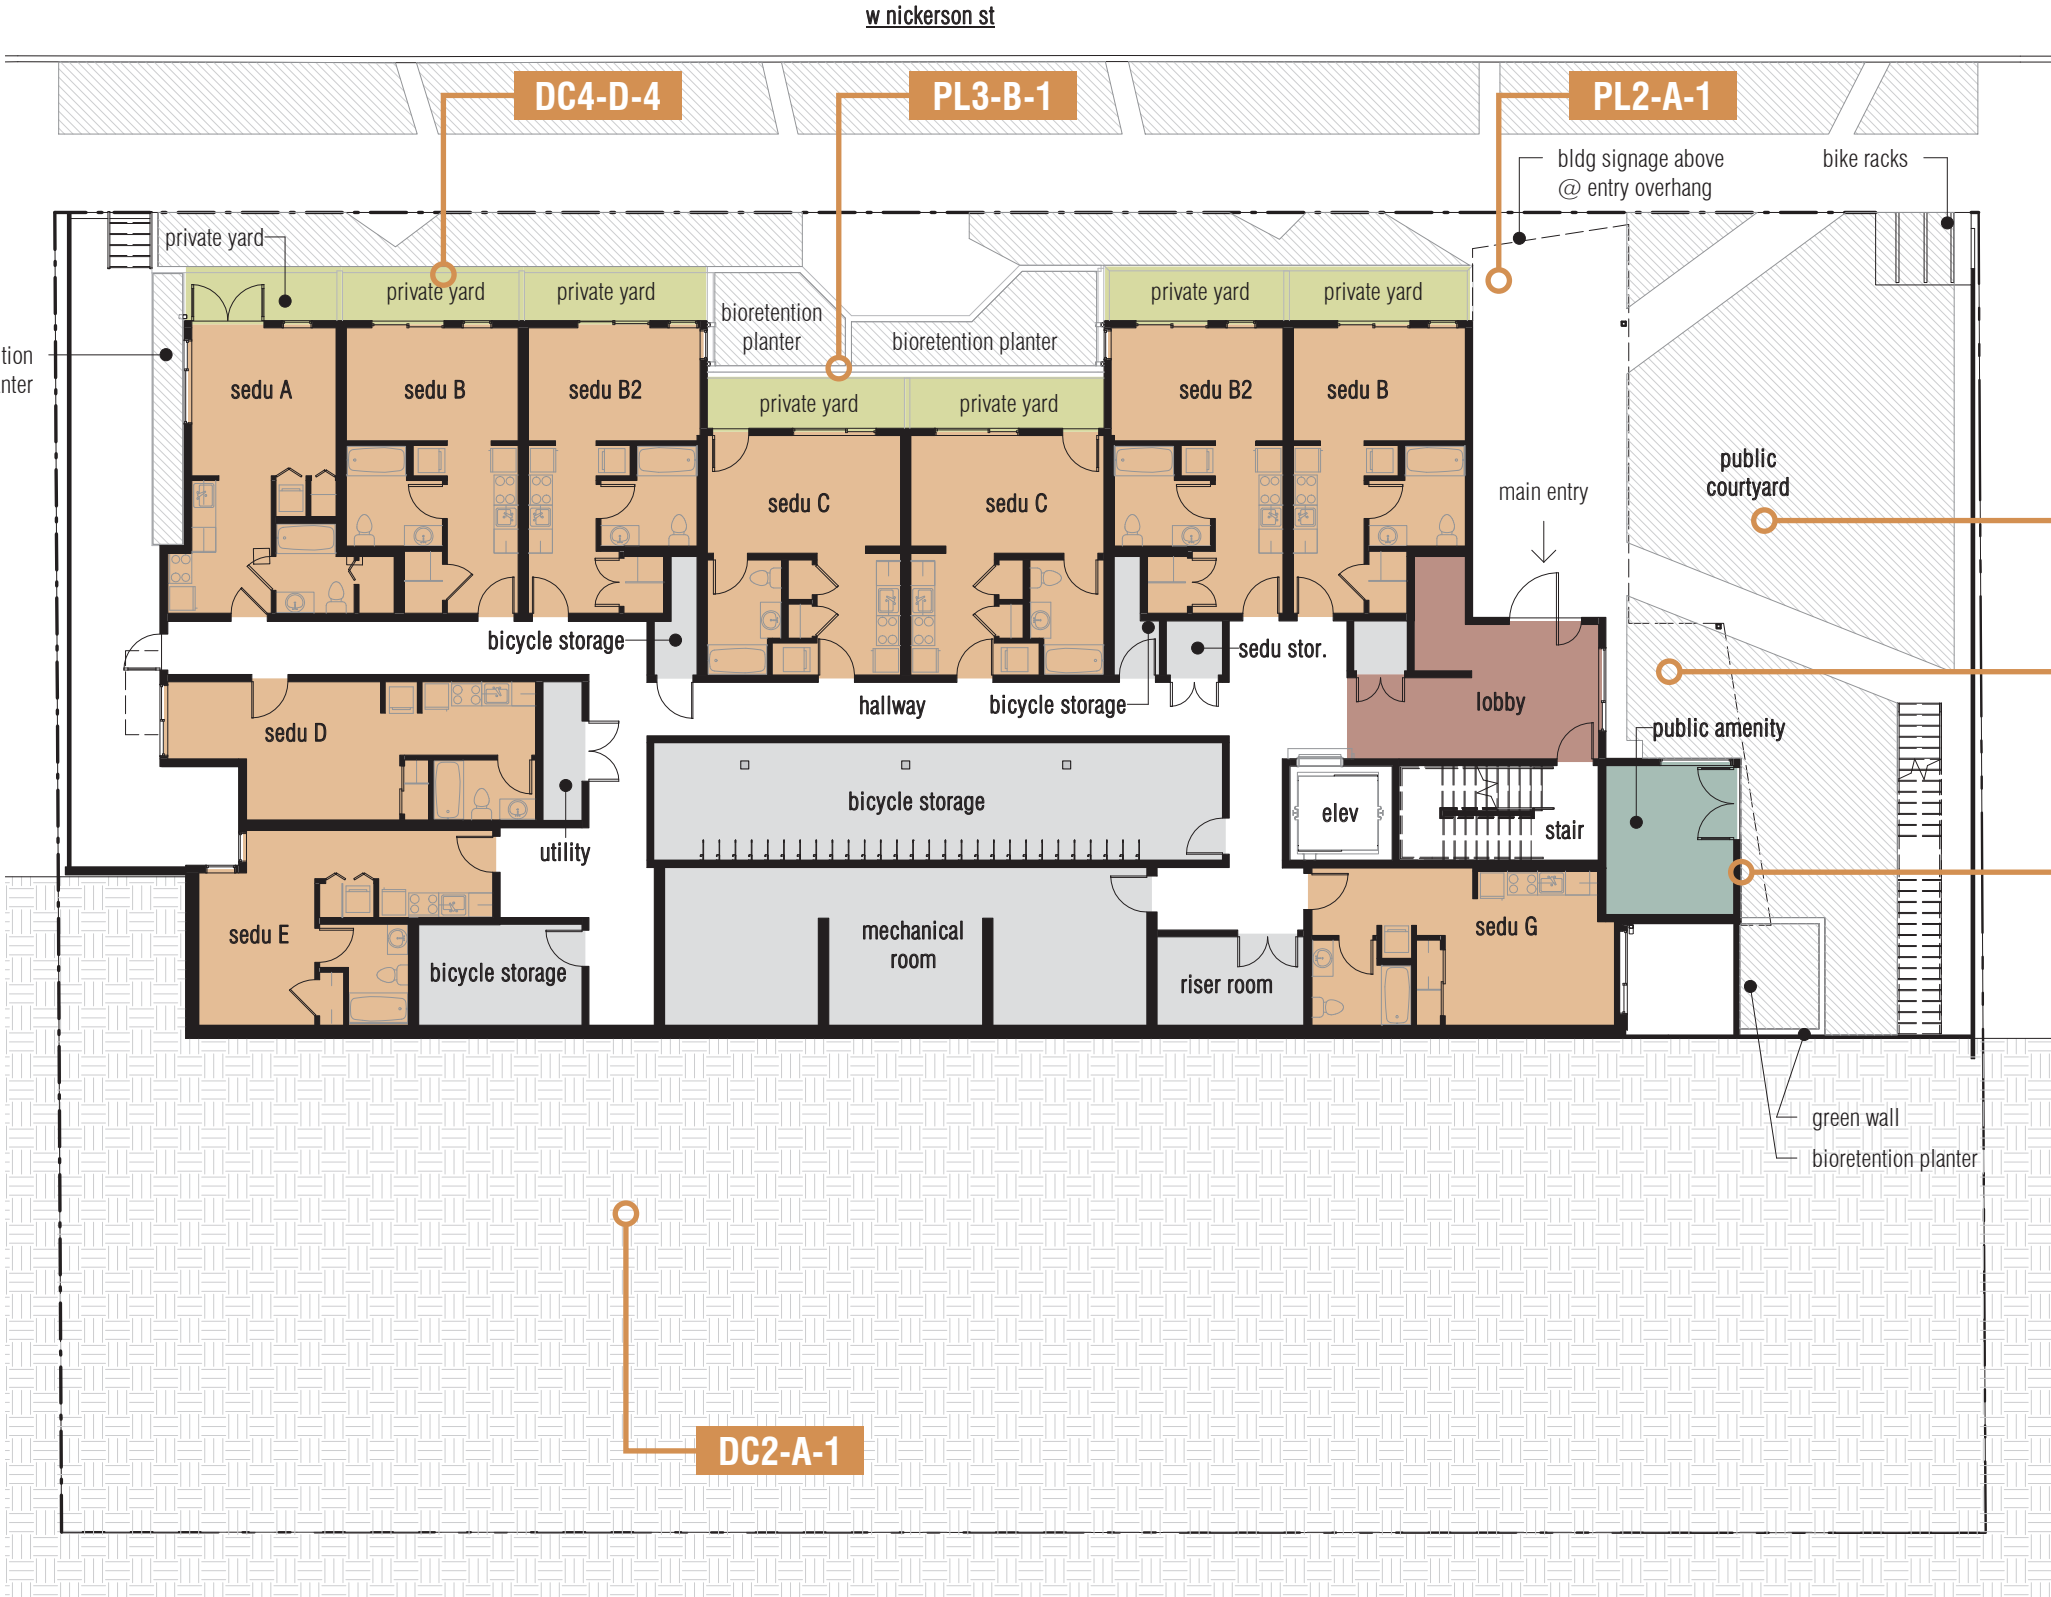 w nickerson st
DC4-D-4
PL3-B-1
PL2-A-1
bldg signage above
@ entry overhang
bike racks
private yard
private yard
private yard
private yard
private yard
bioretention
planter
bioretention planter
tion
nter
sedu A
sedu B
sedu B2
private yard
private yard
sedu B2
sedu B
public
courtyard
main entry
sedu C
sedu C
bicycle storage
sedu stor.
hallway
bicycle storage
lobby
public amenity
sedu D
bicycle storage
elev
stair
utility
sedu E
mechanical
room
sedu G
bicycle storage
riser room
green wall
bioretention planter
DC2-A-1